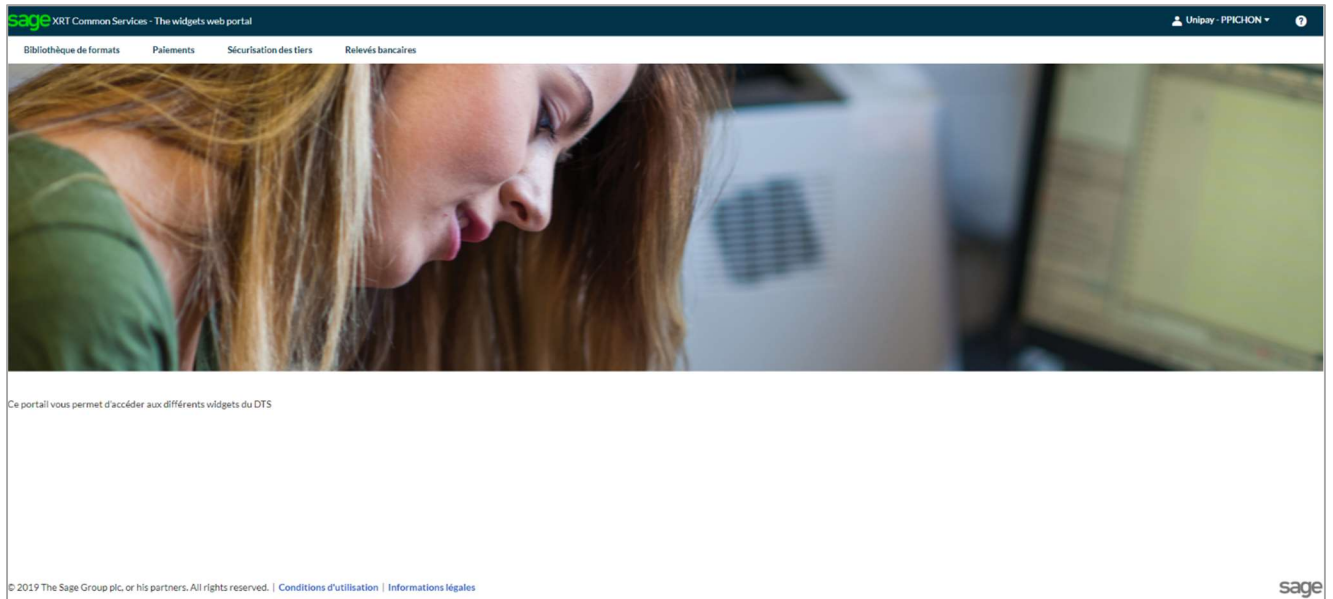 sage XRT Common Services - The widgets web portal
Unipay - PPICHON
?
Bibliothèque de formats Paiements Sécurisation des tiers Relevés bancaires
Ce portail vous permet d'accéder aux différents widgets du DTS
© 2019 The Sage Group plc, or his partners. All rights reserved. | Conditions d'utilisation | Informations légales
sage